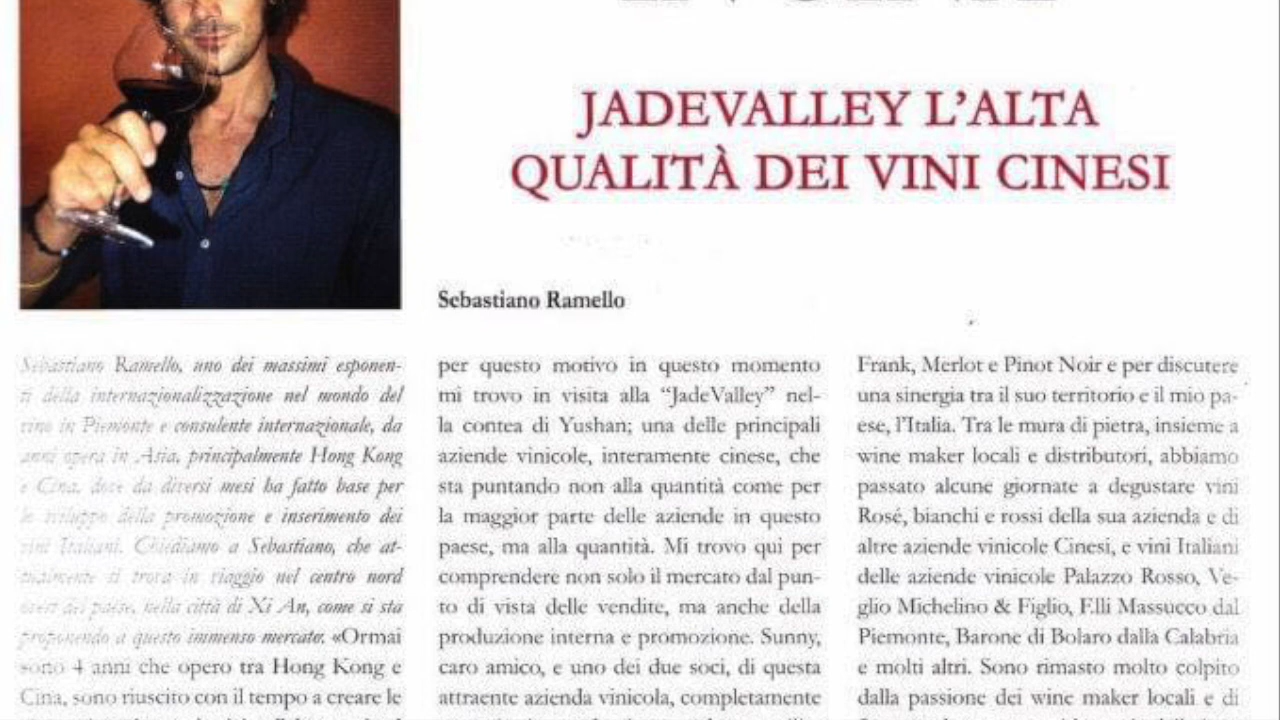 JADEVALLEY L'ALTA
QUALITÀ DEI VINI CINESI
Sebastiano Ramello
Sebastiano Ramello, uno dei massimi esponen-
ti della internazionalizzazione nel mondo del
vino in Piemonte e consulente internazionale, da
anni opera in Asia, principalmente Hong Kong
e Cina, dove da diversi mesi ha fatto base per
lo sviluppo della promozione e inserimento dei
vini Italiani. Chiediamo a Sebastiano, che at-
tualmente si trova in viaggio nel centro nord
ovest del paese, nella città di Xi An, come si sta
proponendo a questo immenso mercato. «Ormai
sono 4 anni che opero tra Hong Kong e
Cina, sono riuscito con il tempo a creare le
per questo motivo in questo momento
mi trovo in visita alla “JadeValley” nel-
la contea di Yushan; una delle principali
aziende vinicole, interamente cinese, che
sta puntando non alla quantità come per
la maggior parte delle aziende in questo
paese, ma alla quantità. Mi trovo qui per
comprendere non solo il mercato dal pun-
to di vista delle vendite, ma anche della
produzione interna e promozione. Sunny,
caro amico, e uno dei due soci, di questa
attraente azienda vinicola, completamente
Frank, Merlot e Pinot Noir e per discutere
una sinergia tra il suo territorio e il mio pa-
ese, l'Italia. Tra le mura di pietra, insieme a
wine maker locali e distributori, abbiamo
passato alcune giornate a degustare vini
Rosé, bianchi e rossi della sua azienda e di
altre aziende vinicole Cinesi, e vini Italiani
delle aziende vinicole Palazzo Rosso, Ve-
glio Michelino & Figlio, F.lli Massucco dal
Piemonte, Barone di Bolaro dalla Calabria
e molti altri. Sono rimasto molto colpito
dalla passione dei wine maker locali e di